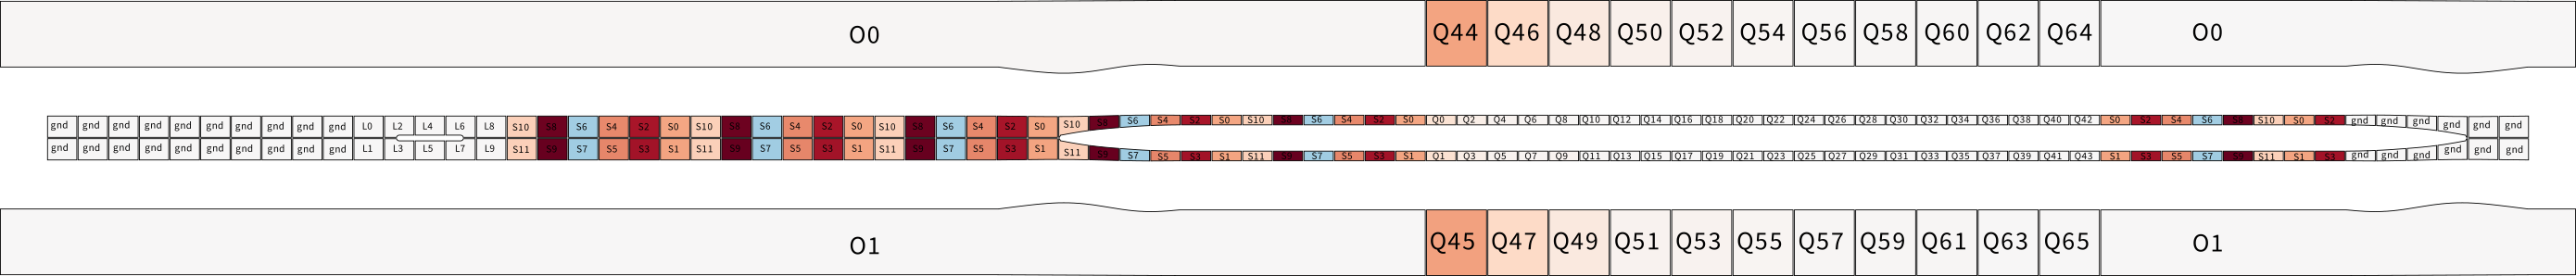 O0 Q44 Q46 Q48 Q50 Q52 Q54 Q56 Q58 Q60 Q62 Q64 O0
gnd gnd gnd gnd gnd gnd gnd gnd gnd gnd L0 L2 L4 L6 L8 S10 S8 S6 S4 S2 S0 S10 S8 S6 S4 S2 S0 S10 S8 S6 S4 S2 S0 S10 S8 S6 S4 S2 S0 S10 S8 S6 S4 S2 S0 Q0 Q2 Q4 Q6 Q8 Q10 Q12 Q14 Q16 Q18 Q20 Q22 Q24 Q26 Q28 Q30 Q32 Q34 Q36 Q38 Q40 Q42 S0 S2 S4 S6 S8 S10 S0 S2 gnd gnd gnd gnd gnd gnd
gnd gnd gnd gnd gnd gnd gnd gnd gnd gnd L1 L3 L5 L7 L9 S11 S9 S7 S5 S3 S1 S11 S9 S7 S5 S3 S1 S11 S9 S7 S5 S3 S1 S11 S9 S7 S5 S3 S1 S11 S9 S7 S5 S3 S1 Q1 Q3 Q5 Q7 Q9 Q11 Q13 Q15 Q17 Q19 Q21 Q23 Q25 Q27 Q29 Q31 Q33 Q35 Q37 Q39 Q41 Q43 S1 S3 S5 S7 S9 S11 S1 S3 gnd gnd gnd gnd gnd gnd
O1 Q45 Q47 Q49 Q51 Q53 Q55 Q57 Q59 Q61 Q63 Q65 O1